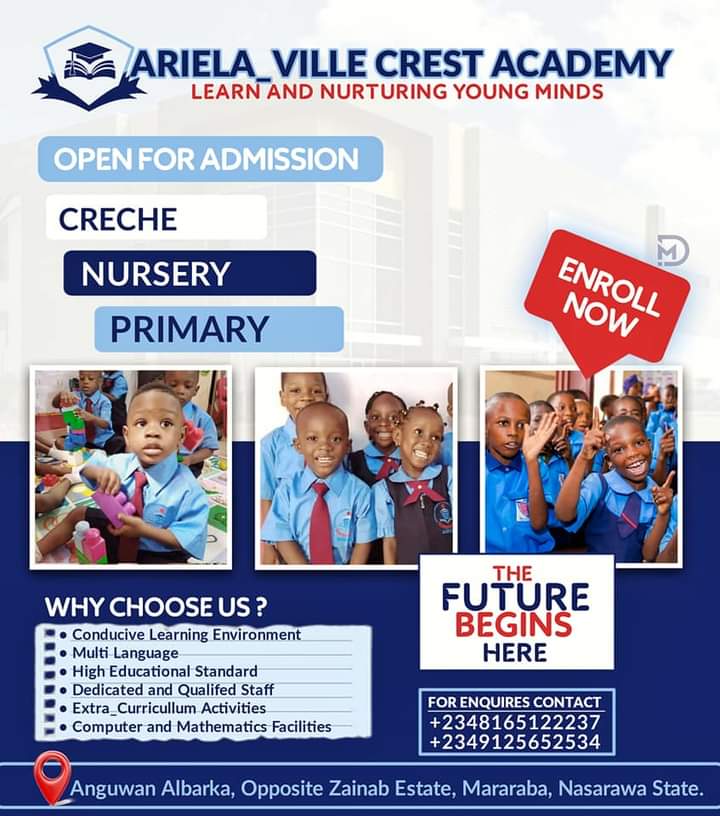 ARIELA_VILLE CREST ACADEMY
LEARN AND NURTURING YOUNG MINDS
OPEN FOR ADMISSION
CRECHE
NURSERY
PRIMARY
ENROLL
NOW
WHY CHOOSE US ?
• Conducive Learning Environment
• Multi Language
• High Educational Standard
• Dedicated and Qualifed Staff
• Extra_Curricullum Activities
• Computer and Mathematics Facilities
THE
FUTURE
BEGINS
HERE
FOR ENQUIRES CONTACT
+2348165122237
+2349125652534
Anguwan Albarka, Opposite Zainab Estate, Mararaba, Nasarawa State.